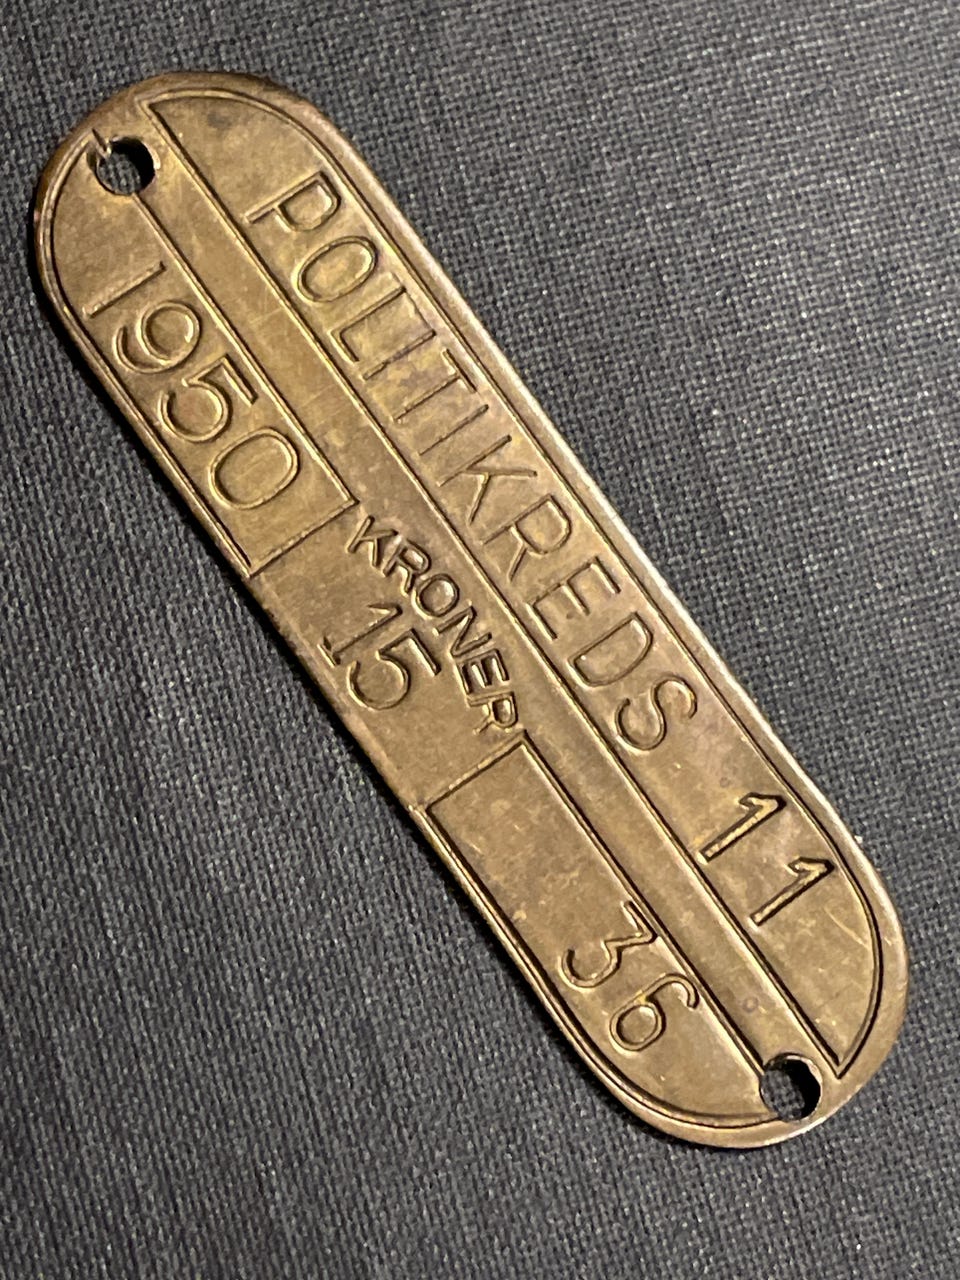 POLITIKREDS 11
1950
KRONER
15
36